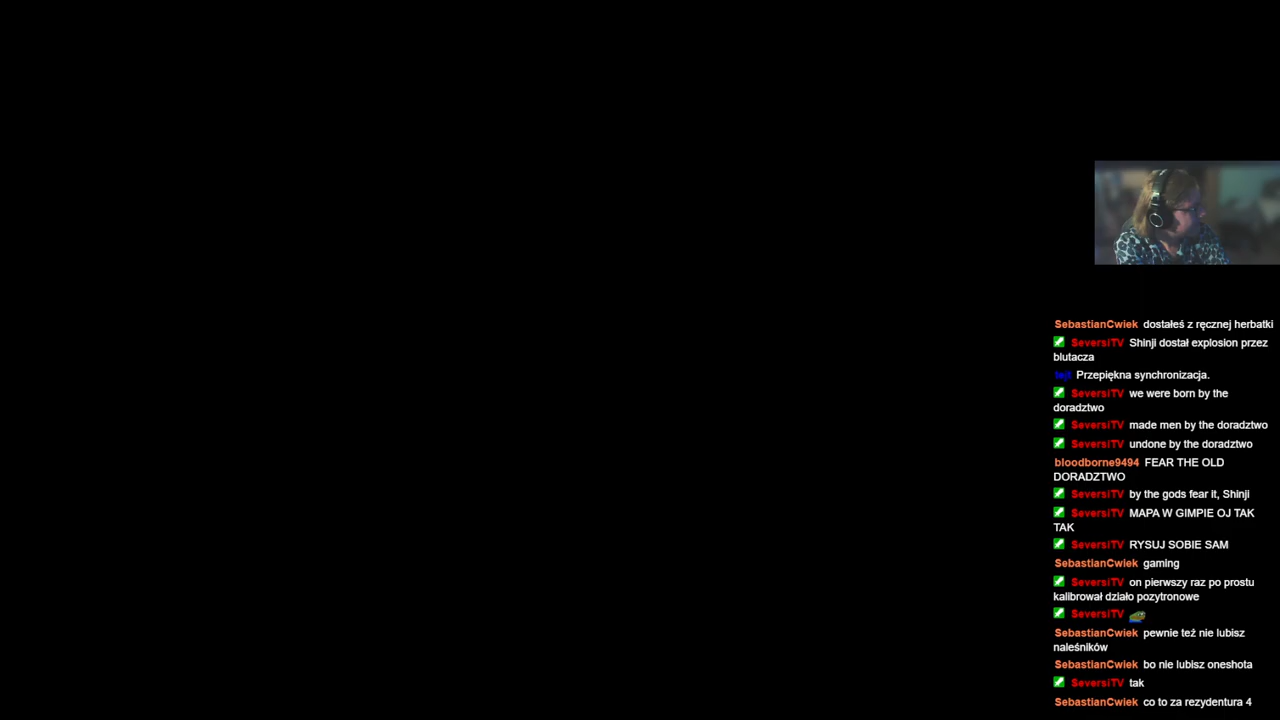 SebastianCwiek dostałeś z ręcznej herbatki
SeversiTV Shinji dostał explosion przez
blutacza
Przepiękna synchronizacja.
SeversiTV we were born by the
doradztwo
SeversiTV made men by the doradztwo
SeversiTV undone by the doradztwo
bloodborne9494 FEAR THE OLD
DORADZTWO
SeversiTV by the gods fear it, Shinji
SeversiTV MAPA W GIMPIE OJ TAK
TAK
SeversiTV RYSUJ SOBIE SAM
SebastianCwiek gaming
SeversiTV on pierwszy raz po prostu
kalibrował działo pozytronowe
SeversiTV
SebastianCwiek pewnie też nie lubisz
naleśników
SebastianCwiek bo nie lubisz oneshota
SeversiTV tak
SebastianCwiek co to za rezydentura 4